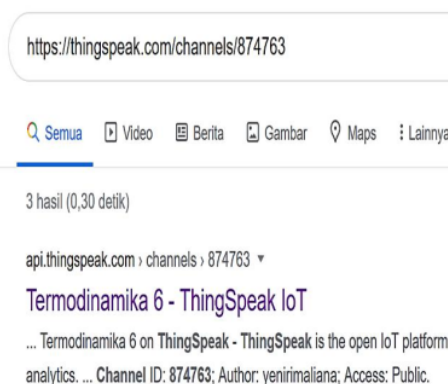 https://thingspeak.com/channels/874763
Semua Video Berita Gambar Maps Lainnya
3 hasil (0,30 detik)
api.thingspeak.com › channels › 874763
Termodinamika 6 - ThingSpeak IoT
... Termodinamika 6 on ThingSpeak - ThingSpeak is the open IoT platform
analytics. ... Channel ID: 874763; Author: yenirimaliana; Access: Public.